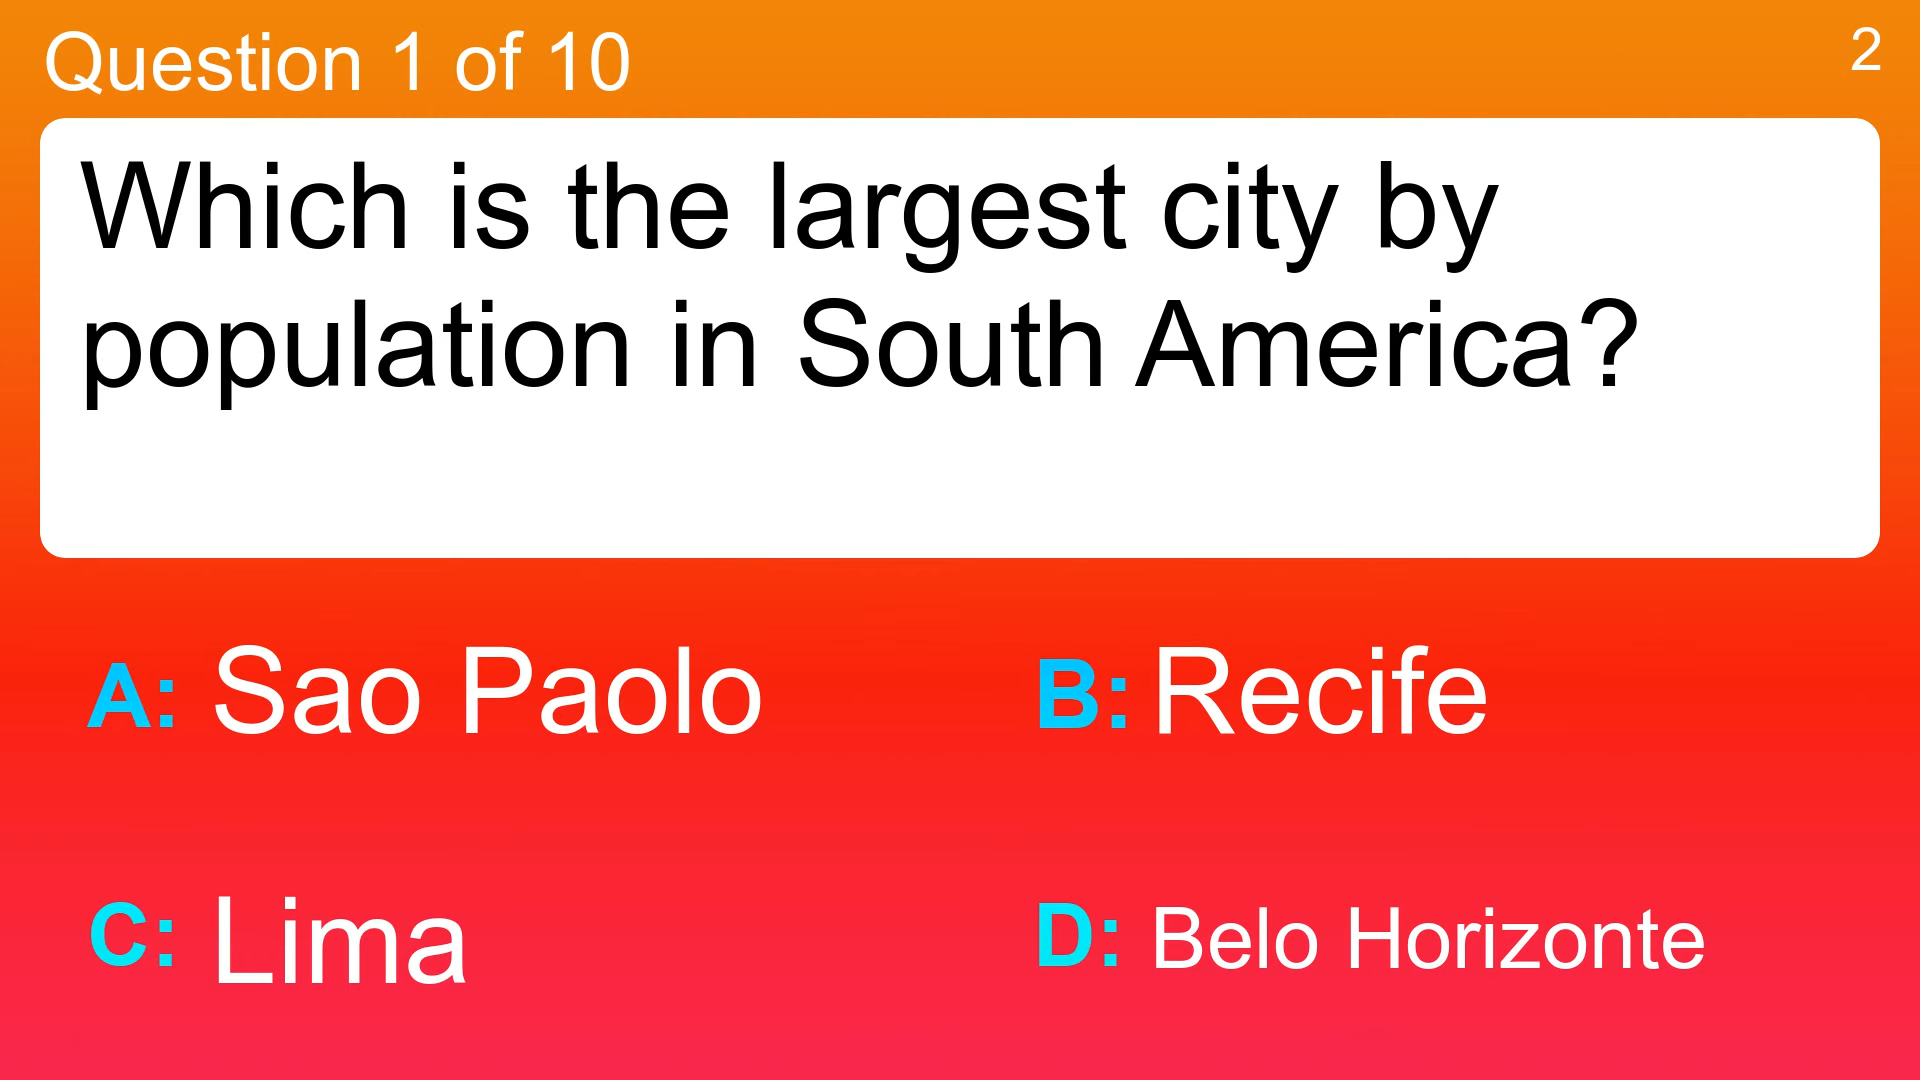 Question 1 of 10
2
Which is the largest city by
population in South America?
A: Sao Paolo
B: Recife
C: Lima
D: Belo Horizonte